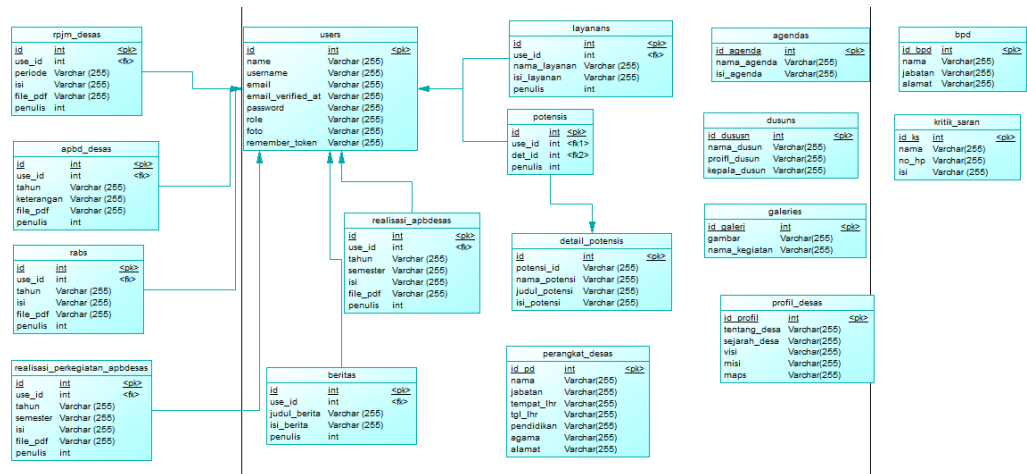 rpjm_desas
id int <pk>
use_id int <fk>
periode Varchar (255)
isi Varchar (255)
file_pdf Varchar (255)
penulis int
apbd_desas
id int <pk>
use_id int <fk>
tahun Varchar (255)
keterangan Varchar (255)
file_pdf Varchar (255)
penulis int
rabs
id int <pk>
use_id int <fk>
tahun Varchar (255)
isi Varchar (255)
file_pdf Varchar (255)
penulis int
realisasi_perkegiatan_apbdesas
id int <pk>
use_id int <fk>
tahun Varchar (255)
semester Varchar (255)
isi Varchar (255)
file_pdf Varchar (255)
penulis int
users
id int <pk>
name Varchar (255)
username Varchar (255)
email Varchar (255)
email_verified_at Varchar (255)
password Varchar (255)
role Varchar (255)
foto Varchar (255)
remember_token Varchar (255)
realisasi_apbdesas
id int <pk>
use_id int <fk>
tahun Varchar (255)
semester Varchar (255)
isi Varchar (255)
file_pdf Varchar (255)
penulis int
beritas
id int <pk>
use_id int <fk>
judul_berita Varchar (255)
isi_berita Varchar (255)
penulis int
layanans
id int <pk>
use_id int <fk>
nama_layanan Varchar (255)
isi_layanan Varchar (255)
penulis int
potensis
id int <pk>
use_id int <fk1>
det_id int <fk2>
penulis int
detail_potensis
id int <pk>
potensi_id Varchar (255)
nama_potensi Varchar (255)
judul_potensi Varchar (255)
isi_potensi Varchar (255)
perangkat_desas
id_pd int <pk>
nama Varchar(255)
jabatan Varchar(255)
tempat_lhr Varchar(255)
tgl_lhr Varchar(255)
pendidikan Varchar(255)
agama Varchar(255)
alamat Varchar(255)
agendas
id_agenda int <pk>
nama_agenda Varchar(255)
isi_agenda Varchar(255)
dusuns
id_dususn int <pk>
nama_dusun Varchar(255)
proifl_dusun Varchar(255)
kepala_dusun Varchar(255)
galeries
id_galeri int <pk>
gambar Varchar(255)
nama_kegiatan Varchar(255)
profil_desas
id_profil int <pk>
tentang_desa Varchar(255)
sejarah_desa Varchar(255)
visi Varchar(255)
misi Varchar(255)
maps Varchar(255)
bpd
id_bpd int <pk>
nama Varchar(255)
jabatan Varchar(255)
alamat Varchar(255)
kritik_saran
id_ks int <pk>
nama Varchar(255)
no_hp Varchar(255)
isi Varchar(255)